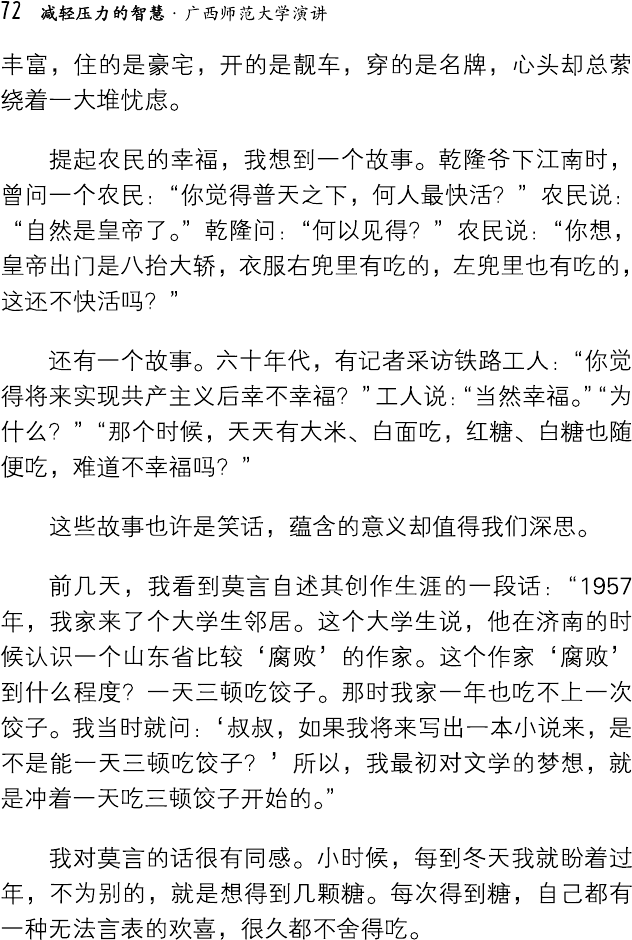 72 减轻压力的智慧·广西师范大学演讲
丰富，住的是豪宅，开的是靓车，穿的是名牌，心头却总萦
绕着一大堆忧虑。
提起农民的幸福，我想到一个故事。乾隆爷下江南时，
曾问一个农民：“你觉得普天之下，何人最快活？”农民说：
“自然是皇帝了。”乾隆问：“何以见得？”农民说：“你想，
皇帝出门是八抬大轿，衣服右兜里有吃的，左兜里也有吃的，
这还不快活吗？”
还有一个故事。六十年代，有记者采访铁路工人：“你觉
得将来实现共产主义后幸不幸福？”工人说：“当然幸福。”“为
什么？”“那个时候，天天有大米、白面吃，红糖、白糖也随
便吃，难道不幸福吗？”
这些故事也许是笑话，蕴含的意义却值得我们深思。
前几天，我看到莫言自述其创作生涯的一段话：“1957
年，我家来了个大学生邻居。这个大学生说，他在济南的时
候认识一个山东省比较‘腐败’的作家。这个作家‘腐败’
到什么程度？一天三顿吃饺子。那时我家一年也吃不上一次
饺子。我当时就问：‘叔叔，如果我将来写出一本小说来，是
不是能一天三顿吃饺子？’所以，我最初对文学的梦想，就
是冲着一天吃三顿饺子开始的。”
我对莫言的话很有同感。小时候，每到冬天我就盼着过
年，不为别的，就是想得到几颗糖。每次得到糖，自己都有
一种无法言表的欢喜，很久都不舍得吃。